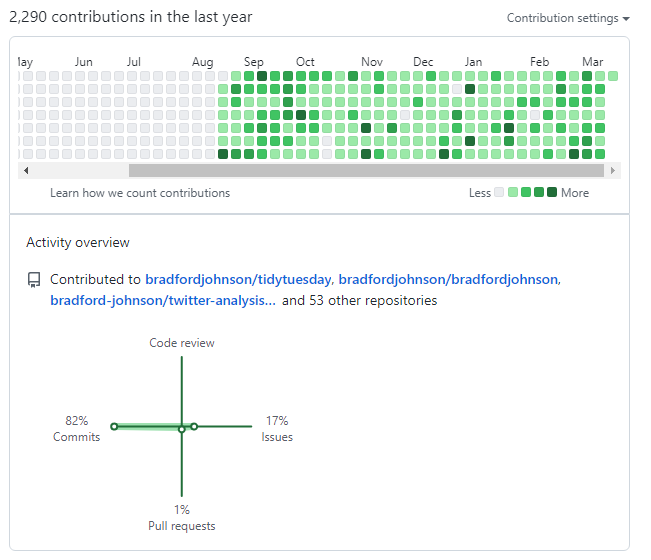 2,290 contributions in the last year
Contribution settings
Jun Jul Aug Sep Oct Nov Dec Jan Feb Mar
Learn how we count contributions
Less More
Activity overview
Contributed to bradfordjohnson/tidytuesday, bradfordjohnson/bradfordjohnson,
bradford-johnson/twitter-analysis... and 53 other repositories
Code review
82%
Commits
17%
Issues
1%
Pull requests